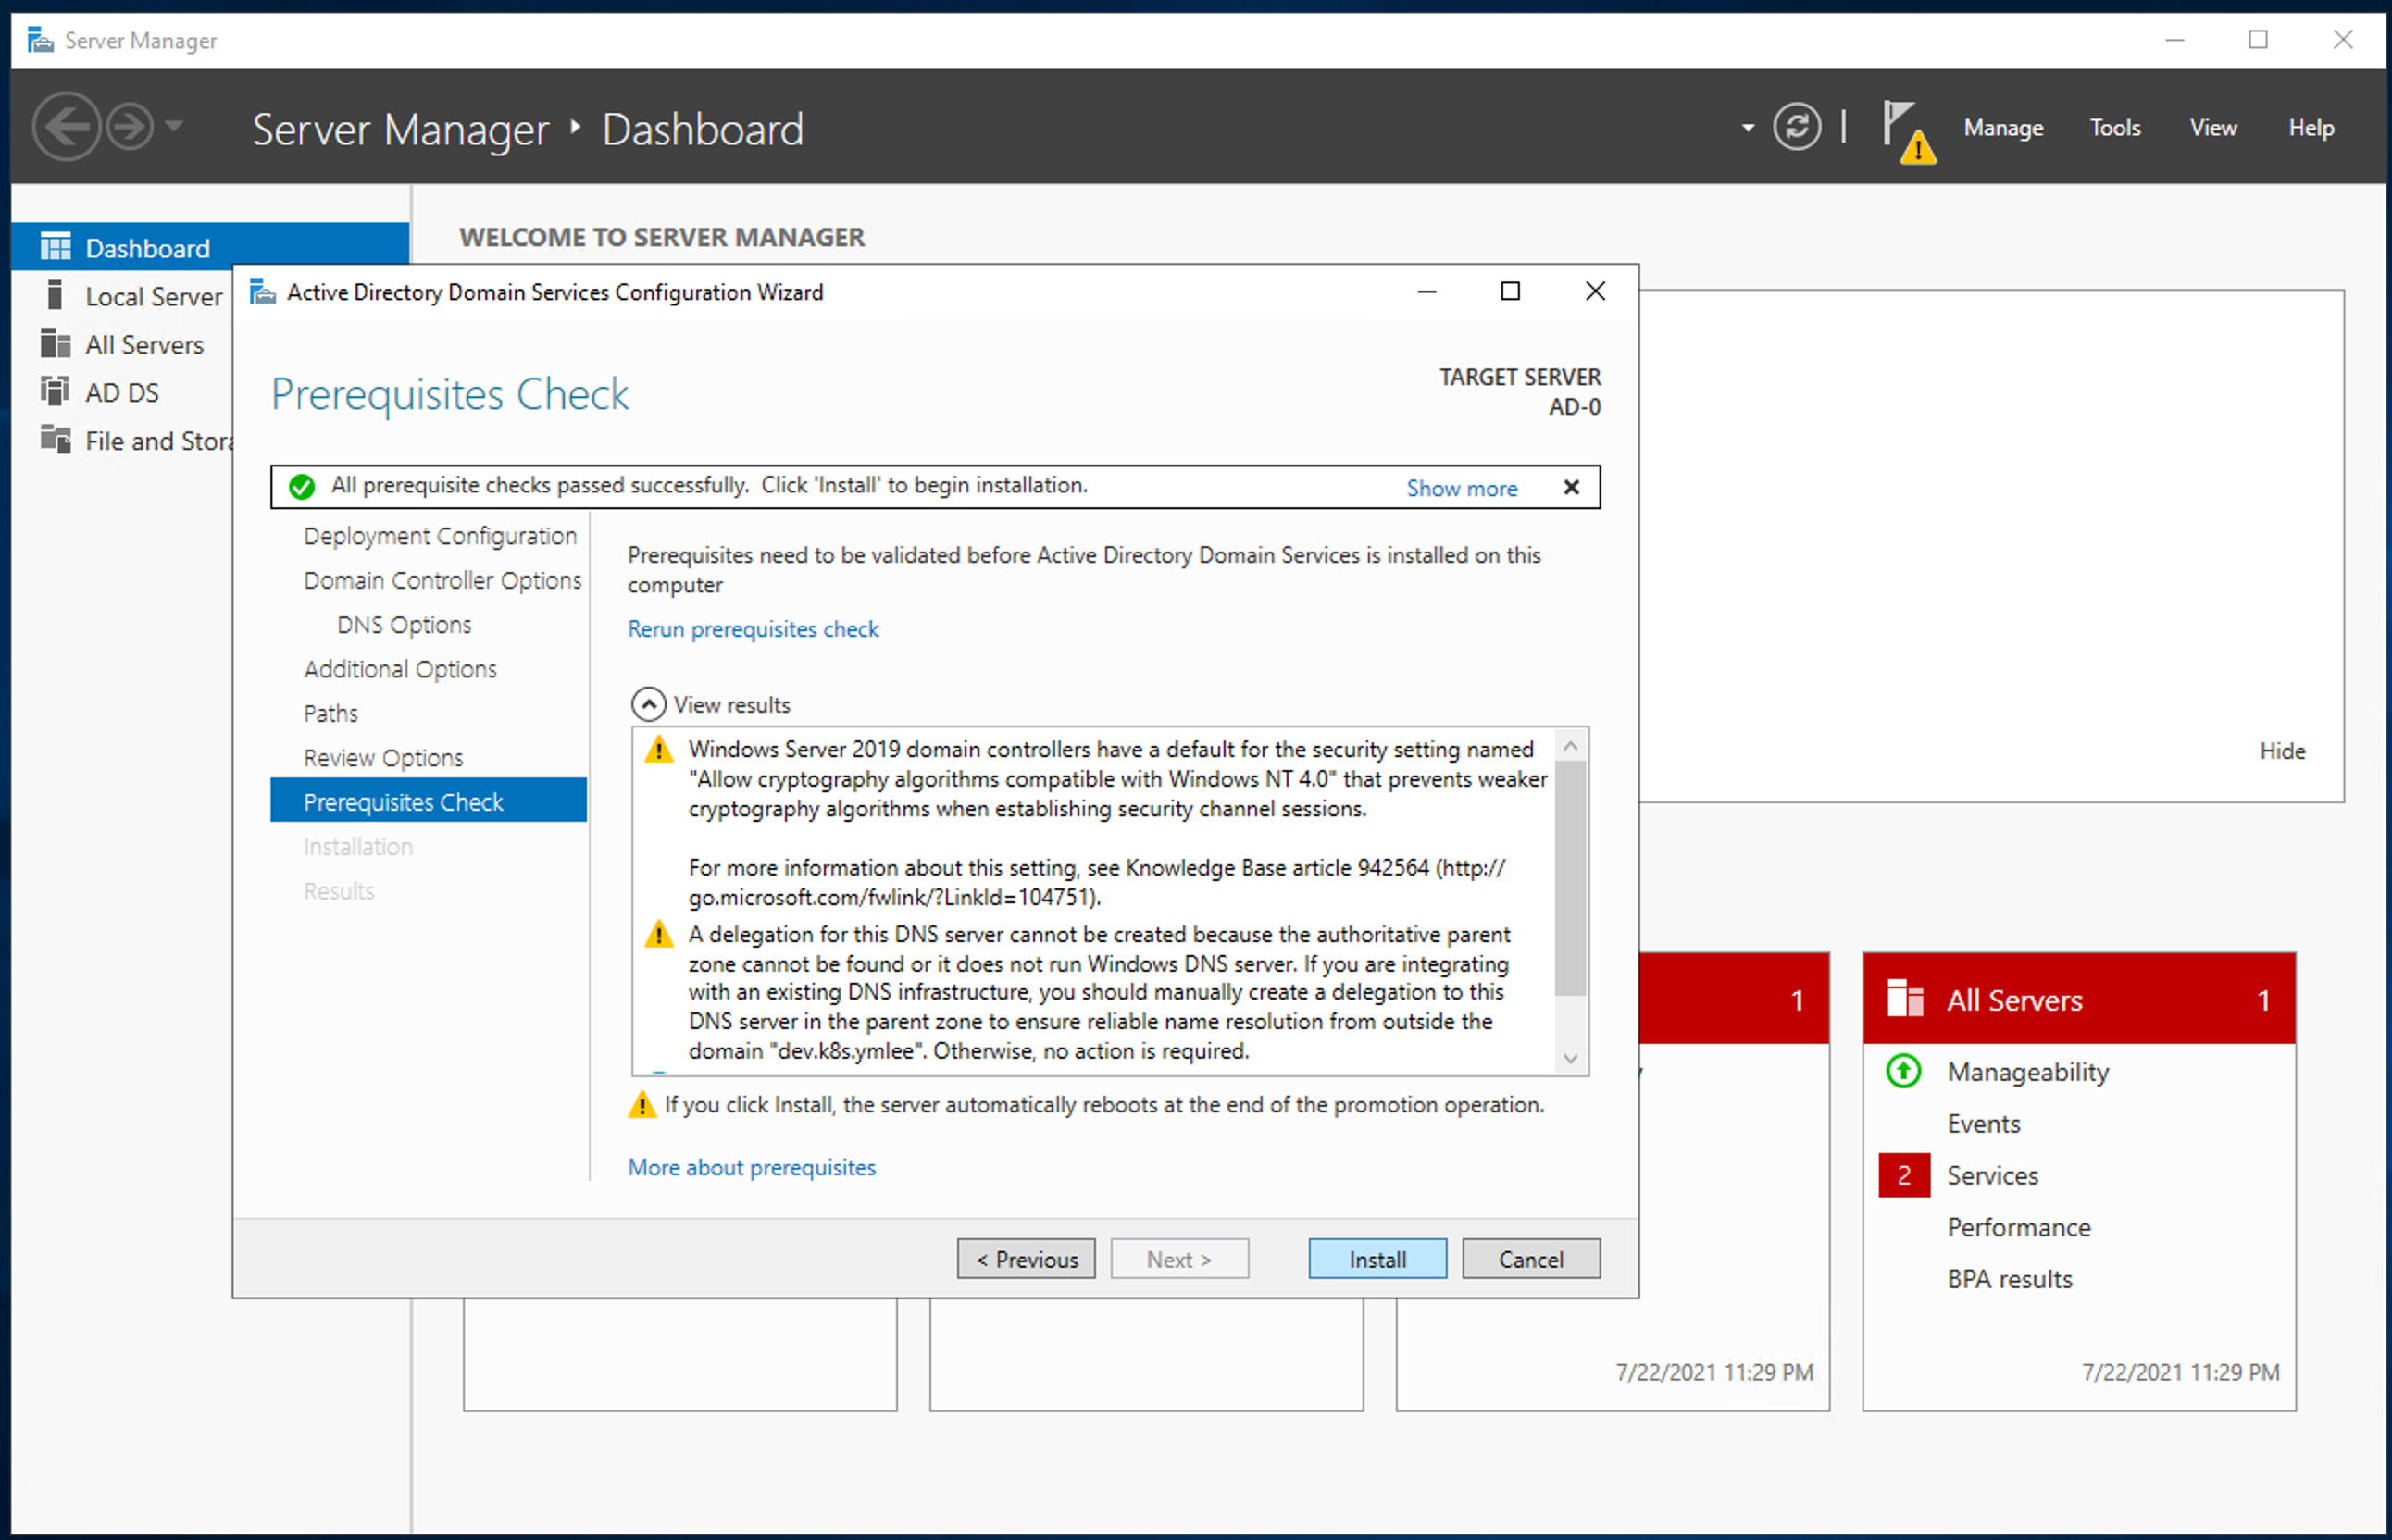 Server Manager
Server Manager ‣ Dashboard
Manage Tools View Help
Dashboard
Local Server
All Servers
AD DS
File and Stora
WELCOME TO SERVER MANAGER
Active Directory Domain Services Configuration Wizard
Prerequisites Check
TARGET SERVER
AD-0
All prerequisite checks passed successfully. Click 'Install' to begin installation.
Show more
Deployment Configuration
Domain Controller Options
DNS Options
Additional Options
Paths
Review Options
Prerequisites Check
Installation
Results
Prerequisites need to be validated before Active Directory Domain Services is installed on this
computer
Rerun prerequisites check
View results
Windows Server 2019 domain controllers have a default for the security setting named
"Allow cryptography algorithms compatible with Windows NT 4.0" that prevents weaker
cryptography algorithms when establishing security channel sessions.
For more information about this setting, see Knowledge Base article 942564 (http://
go.microsoft.com/fwlink/?LinkId=104751).
A delegation for this DNS server cannot be created because the authoritative parent
zone cannot be found or it does not run Windows DNS server. If you are integrating
with an existing DNS infrastructure, you should manually create a delegation to this
DNS server in the parent zone to ensure reliable name resolution from outside the
domain "dev.k8s.ymlee". Otherwise, no action is required.
If you click Install, the server automatically reboots at the end of the promotion operation.
More about prerequisites
< Previous
Next >
Install
Cancel
Hide
1
7/22/2021 11:29 PM
All Servers 1
Manageability
Events
2 Services
Performance
BPA results
7/22/2021 11:29 PM